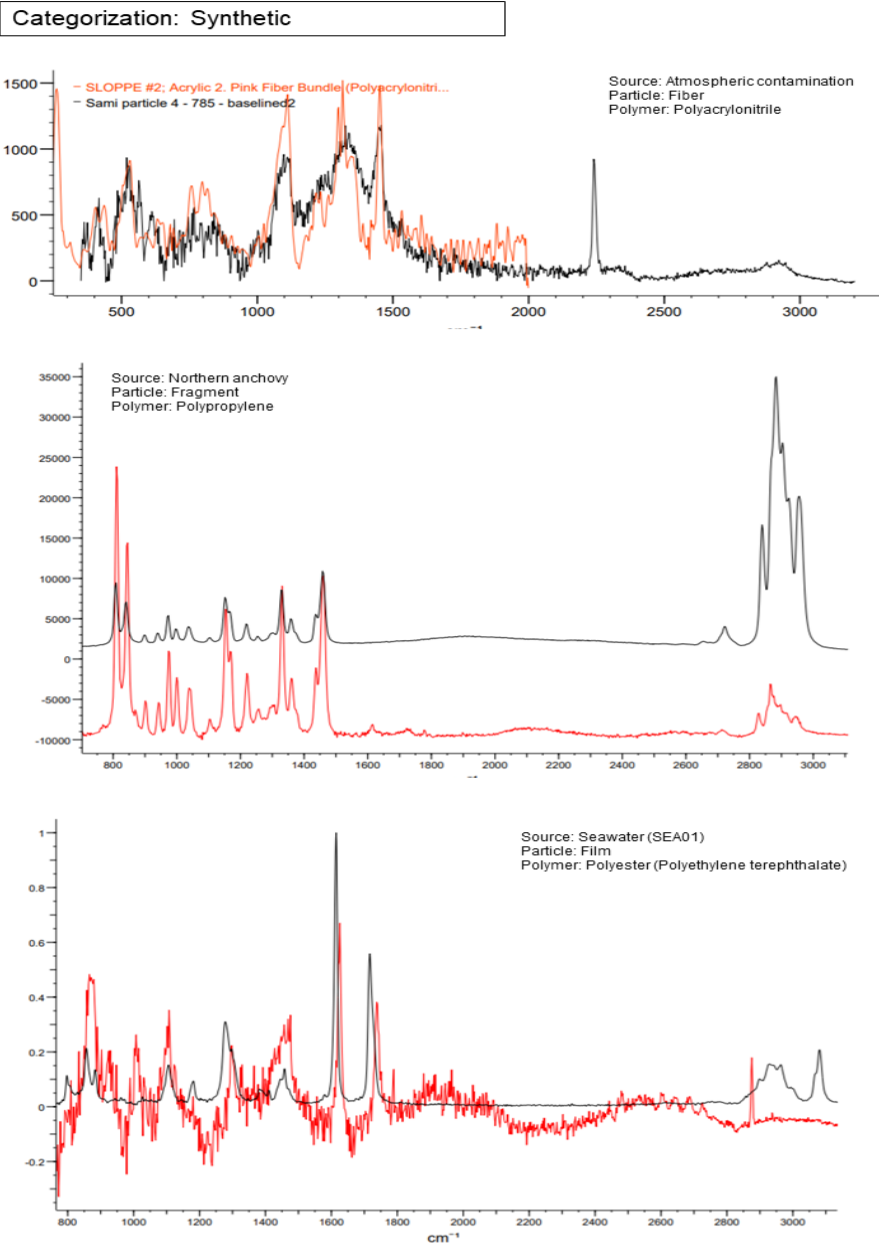 Categorization: Synthetic
SLOPPE #2; Acrylic 2. Pink Fiber Bundle (Polyacrylonitri...
Sami particle 4 - 785 - baselined2
Source: Atmospheric contamination
Particle: Fiber
Polymer: Polyacrylonitrile
1500
1000
500
0
500 1000 1500 2000 2500 3000
Source: Northern anchovy
Particle: Fragment
Polymer: Polypropylene
35000
30000
25000
20000
15000
10000
5000
0
-5000
-10000
800 1000 1200 1400 1600 1800 2000 2200 2400 2600 2800 3000
Source: Seawater (SEA01)
Particle: Film
Polymer: Polyester (Polyethylene terephthalate)
1
0.8
0.6
0.4
0.2
0
-0.2
800 1000 1200 1400 1600 1800 2000 2200 2400 2600 2800 3000
cm⁻¹